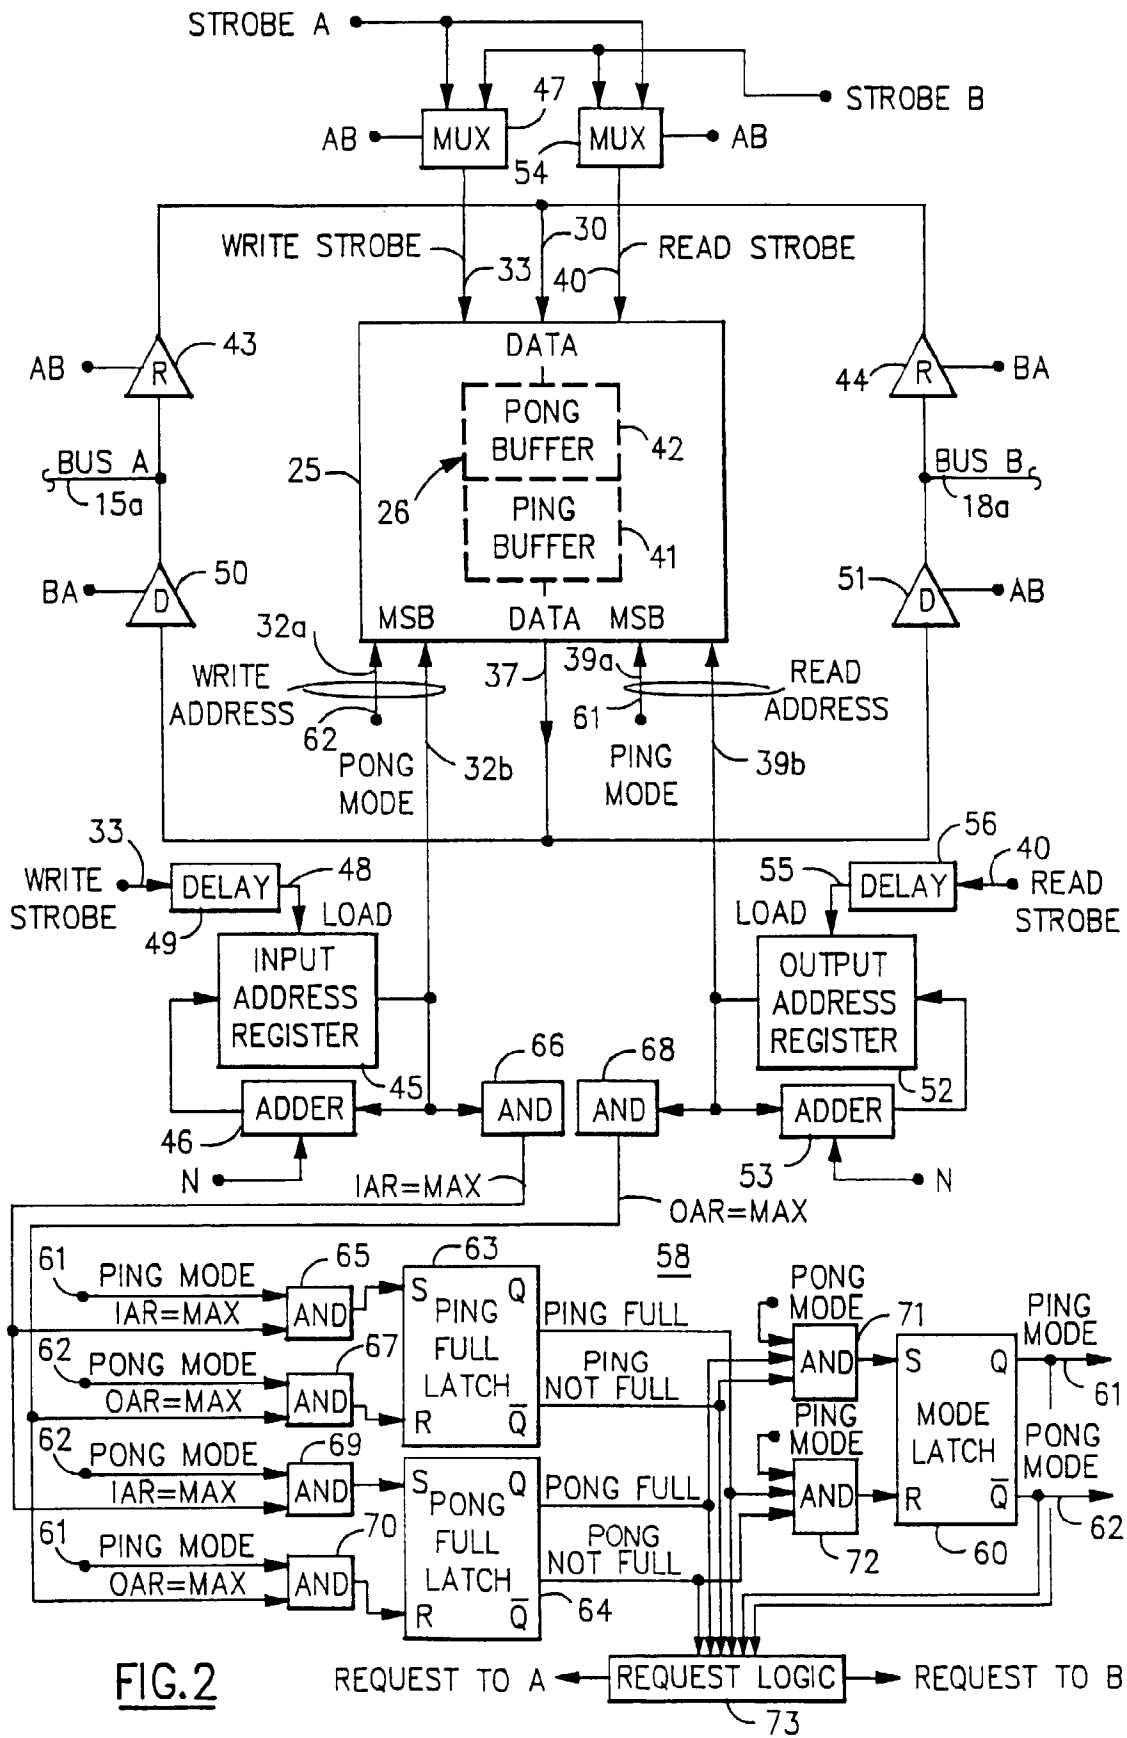 STROBE A
STROBE B
47
AB
MUX
MUX
AB
54
WRITE STROBE
30
READ STROBE
33
40
DATA
AB
R
43
44
R
BA
PONG
BUFFER
42
25
26
BUS A
15a
BUS B
18a
PING
BUFFER
41
BA
D
50
51
D
AB
MSB
DATA
MSB
32a
37
39a
WRITE
ADDRESS
READ
ADDRESS
62
61
PONG
MODE
32b
PING
MODE
39b
33
WRITE
STROBE
DELAY
48
49
LOAD
56
55
DELAY
40
READ
STROBE
LOAD
INPUT
ADDRESS
REGISTER
45
OUTPUT
ADDRESS
REGISTER
52
66
68
ADDER
46
AND
AND
ADDER
53
N
N
IAR=MAX
OAR=MAX
58
61
PING MODE
IAR=MAX
65
AND
62
PONG MODE
OAR=MAX
67
AND
62
PONG MODE
IAR=MAX
69
AND
61
PING MODE
OAR=MAX
70
AND
63
S Q
PING
FULL
LATCH
R Q̅
PING FULL
PING
NOT FULL
S Q
PONG
FULL
LATCH
R Q̅
64
PONG FULL
PONG
NOT FULL
PONG
MODE
71
AND
PING
MODE
AND
72
S Q
MODE
LATCH
R Q̅
60
PING
MODE
61
PONG
MODE
62
REQUEST TO A
REQUEST LOGIC
REQUEST TO B
73
FIG.2